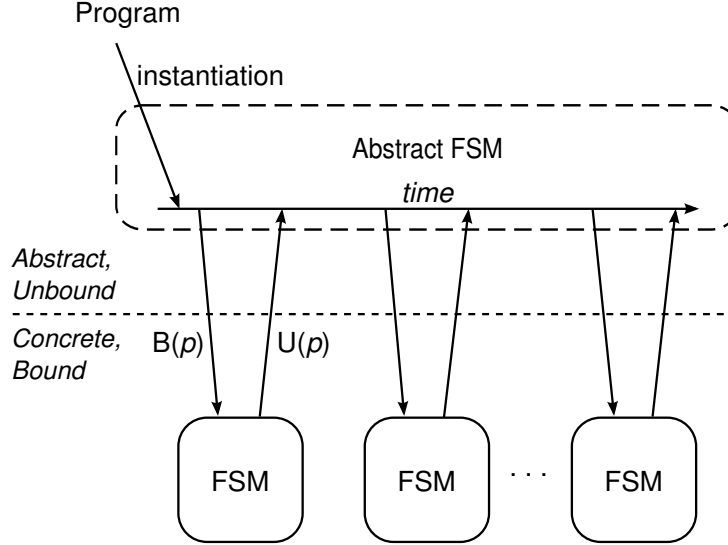 Program
instantiation
Abstract FSM
time
Abstract,
Unbound
Concrete,
Bound
B(p)
U(p)
FSM
FSM
. . .
FSM